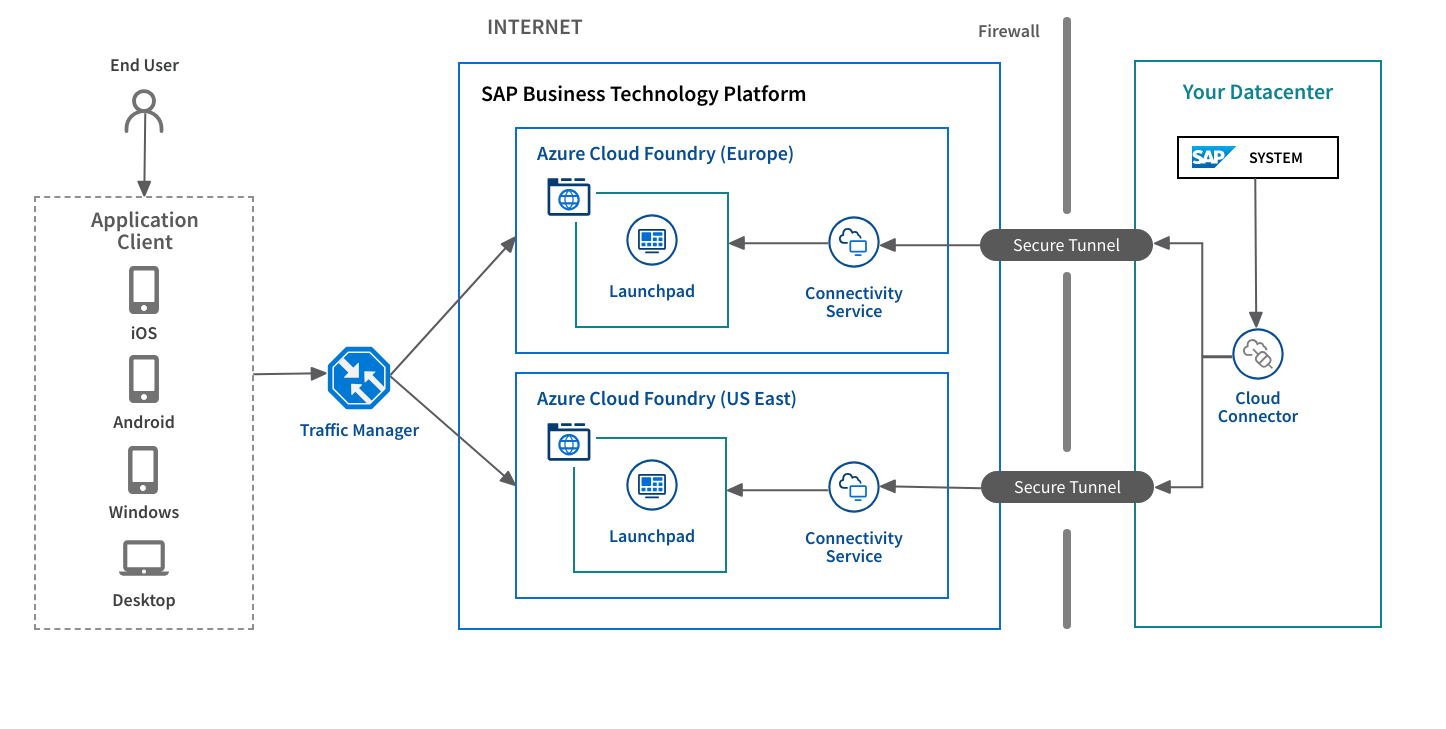 INTERNET
Firewall
End User
Application
Client
iOS
Android
Windows
Desktop
Traffic Manager
SAP Business Technology Platform
Azure Cloud Foundry (Europe)
Launchpad
Connectivity
Service
Azure Cloud Foundry (US East)
Launchpad
Connectivity
Service
Secure Tunnel
Secure Tunnel
Your Datacenter
SAP SYSTEM
Cloud
Connector